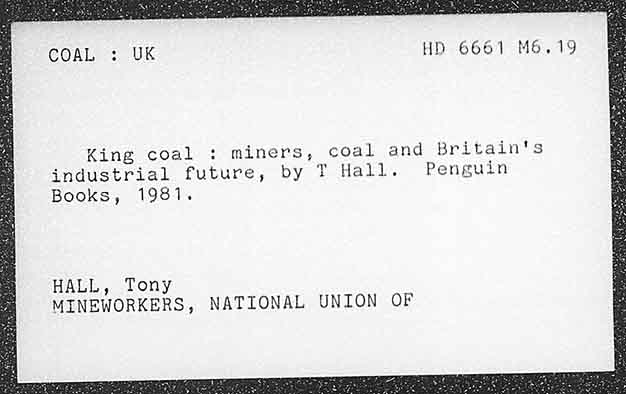 COAL : UK
HD 6661 M6.19
King coal : miners, coal and Britain's
industrial future, by T Hall. Penguin
Books, 1981.
HALL, Tony
MINEWORKERS, NATIONAL UNION OF